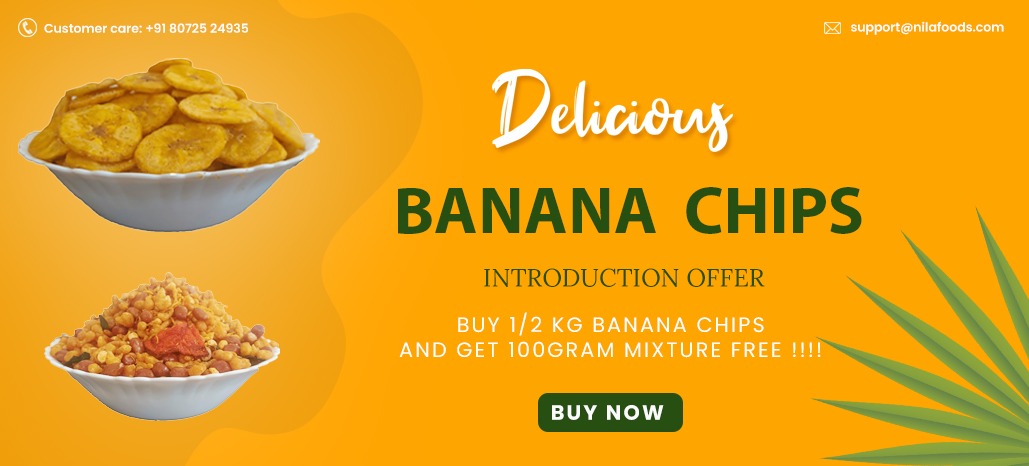 Customer care: +91 80725 24935
support@nilafoods.com
Delicious
BANANA CHIPS
INTRODUCTION OFFER
BUY 1/2 KG BANANA CHIPS
AND GET 100GRAM MIXTURE FREE !!!!
BUY NOW